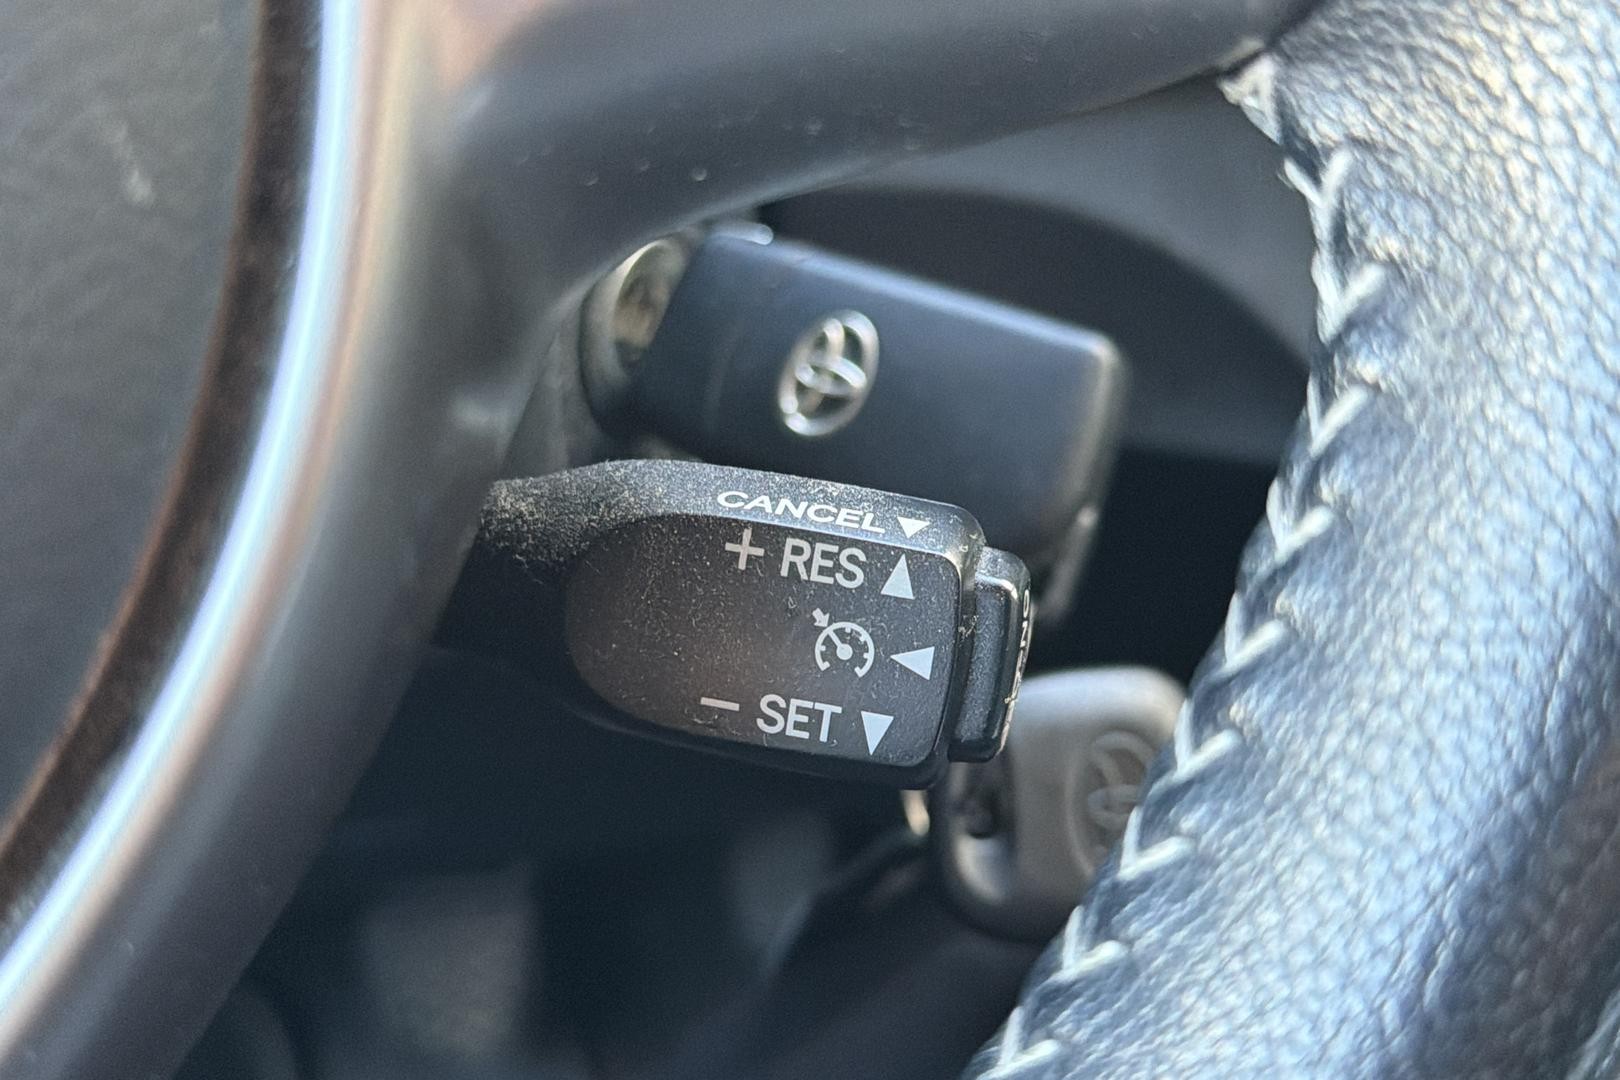 CANCEL ▼
+ RES ▲
◀
− SET ▼